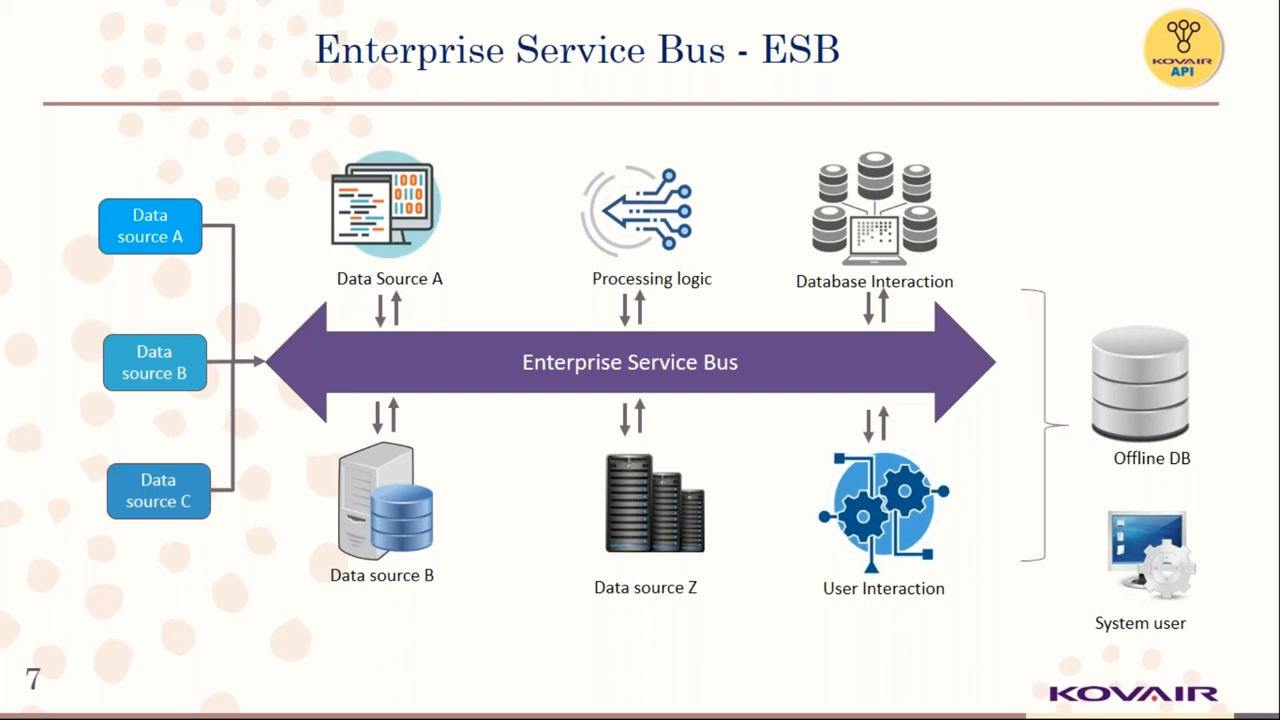 Enterprise Service Bus - ESB
KOVAIR
API
Data
source A
Data
source B
Data
source C
Data Source A
Processing logic
Database Interaction
Enterprise Service Bus
Data source B
Data source Z
User Interaction
Offline DB
System user
7
KOVAIR